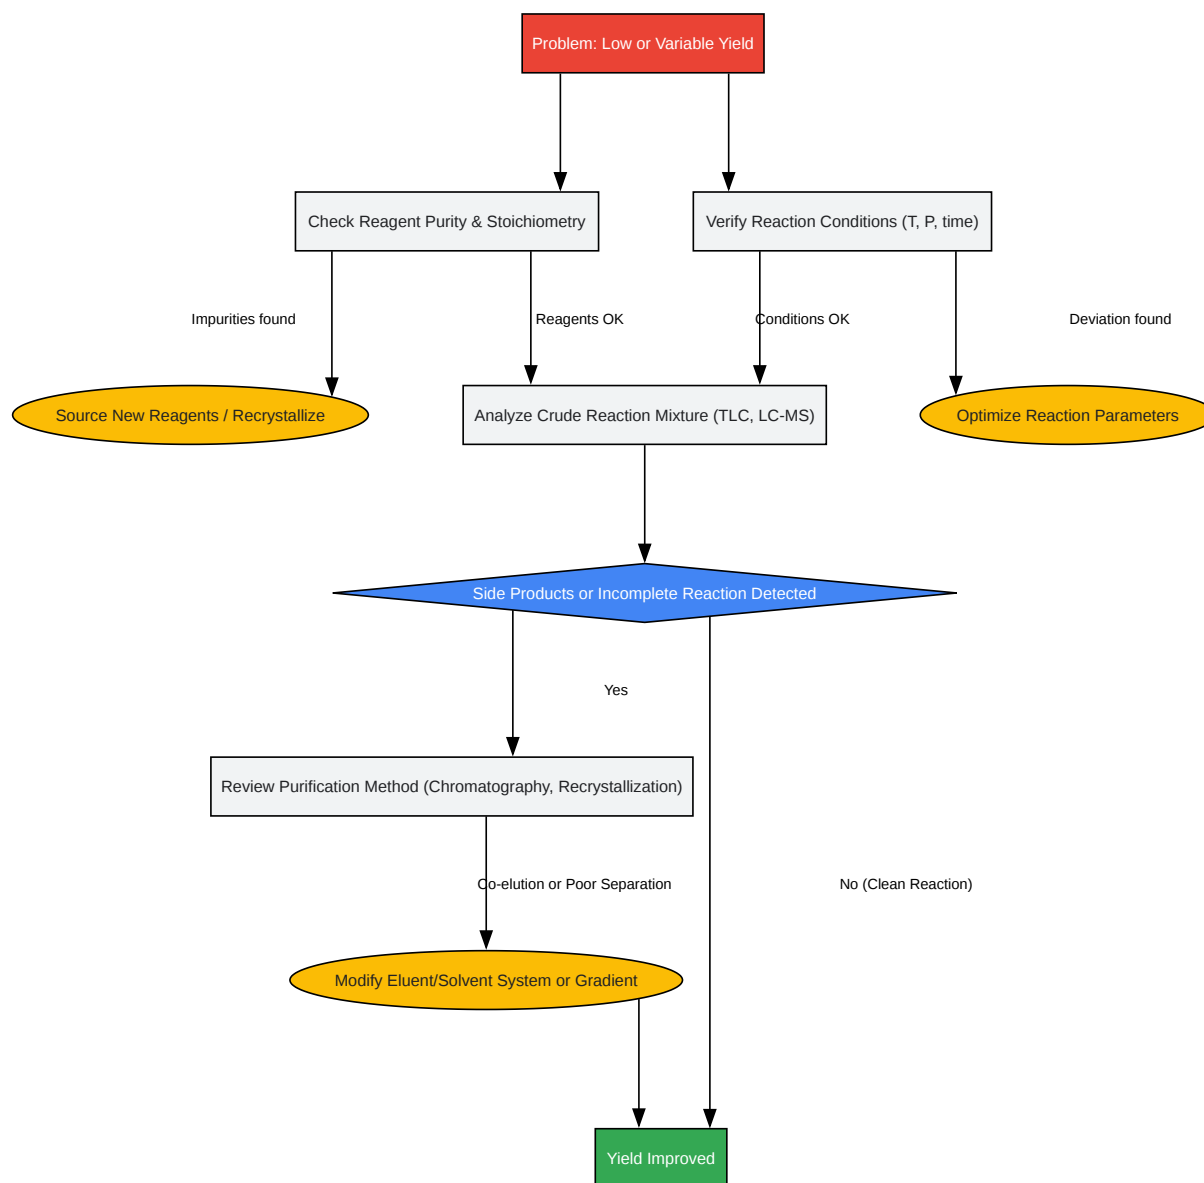 Problem: Low or Variable Yield
Check Reagent Purity & Stoichiometry
Verify Reaction Conditions (T, P, time)
Impurities found
Reagents OK
Conditions OK
Deviation found
Source New Reagents / Recrystallize
Analyze Crude Reaction Mixture (TLC, LC-MS)
Optimize Reaction Parameters
Side Products or Incomplete Reaction Detected
Yes
Review Purification Method (Chromatography, Recrystallization)
Co-elution or Poor Separation
No (Clean Reaction)
Modify Eluent/Solvent System or Gradient
Yield Improved